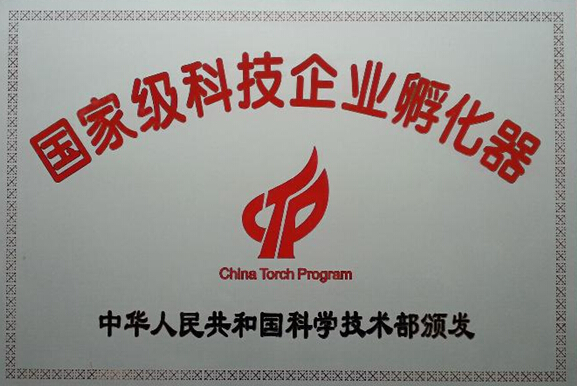 国家级科技企业孵化器
CTP
China Torch Program
中华人民共和国科学技术部颁发